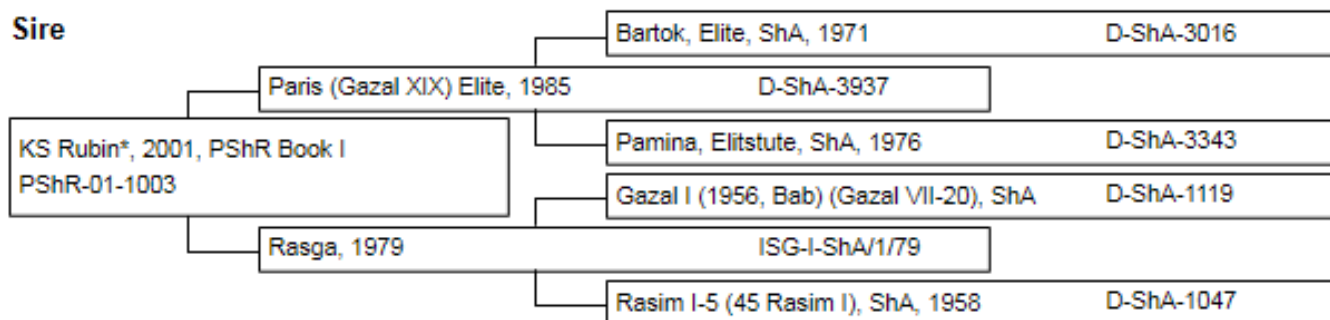 Sire
Bartok, Elite, ShA, 1971 D-ShA-3016
Paris (Gazal XIX) Elite, 1985 D-ShA-3937
KS Rubin*, 2001, PShR Book I
PShR-01-1003
Pamina, Elitstute, ShA, 1976 D-ShA-3343
Gazal I (1956, Bab) (Gazal VII-20), ShA D-ShA-1119
Rasga, 1979 ISG-I-ShA/1/79
Rasim I-5 (45 Rasim I), ShA, 1958 D-ShA-1047